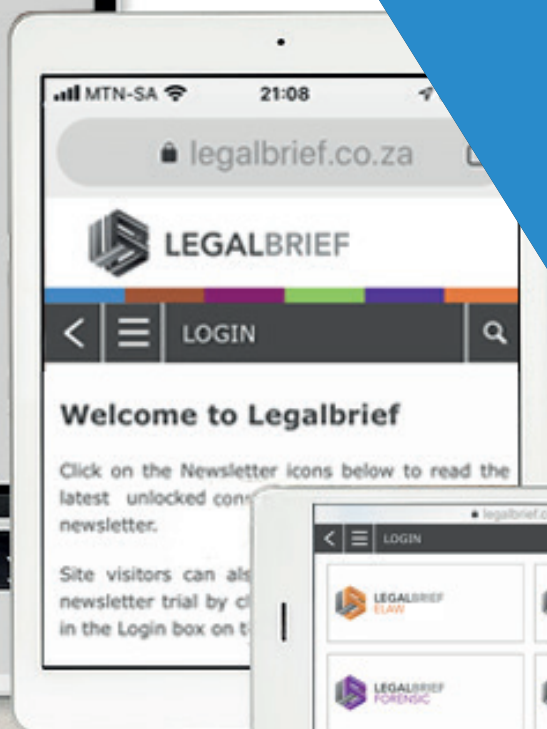 MTN-SA 21:08
legalbrief.co.za
LEGALBRIEF
LOGIN
Welcome to Legalbrief
Click on the Newsletter icons below to read the
latest unlocked
newsletter.
Site visitors can
newsletter trial by
in the Login box on
legalbrief.c
LOGIN
LEGALBRIEF
ELAW
LEGALBRIEF
FORENSIC